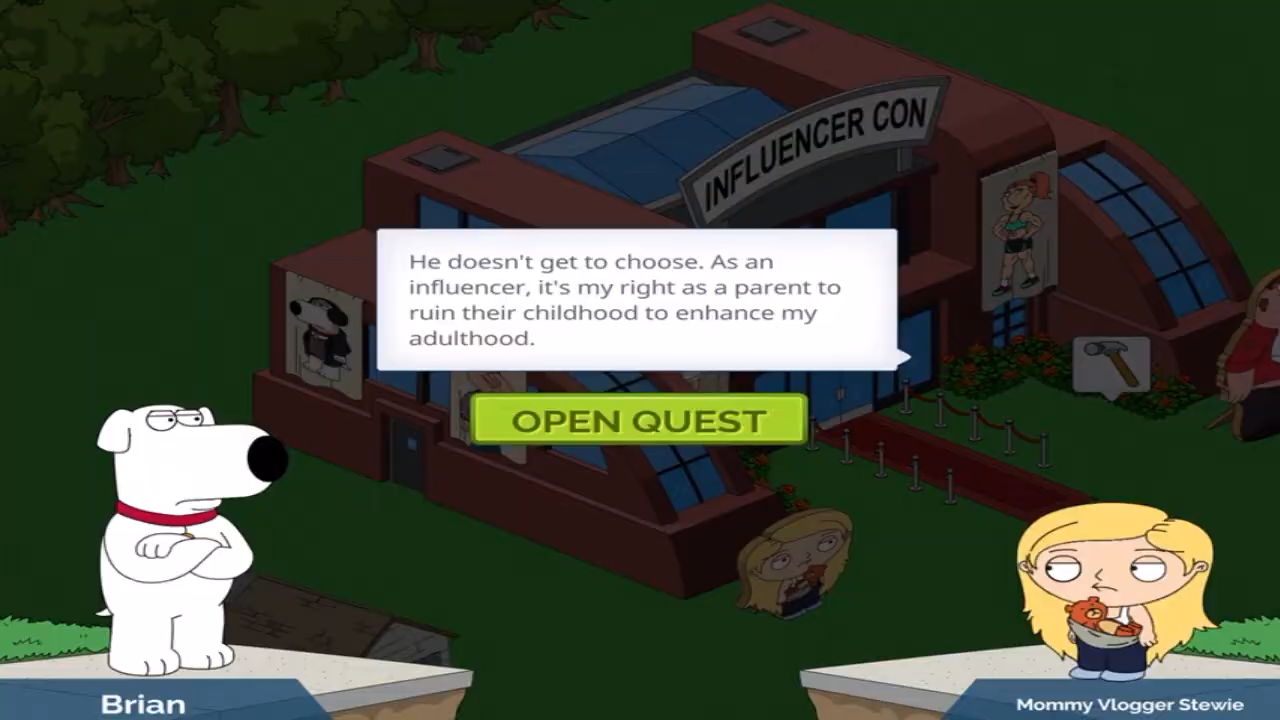 INFLUENCER CON
He doesn't get to choose. As an
influencer, it's my right as a parent to
ruin their childhood to enhance my
adulthood.
OPEN QUEST
Brian
Mommy Vlogger Stewie